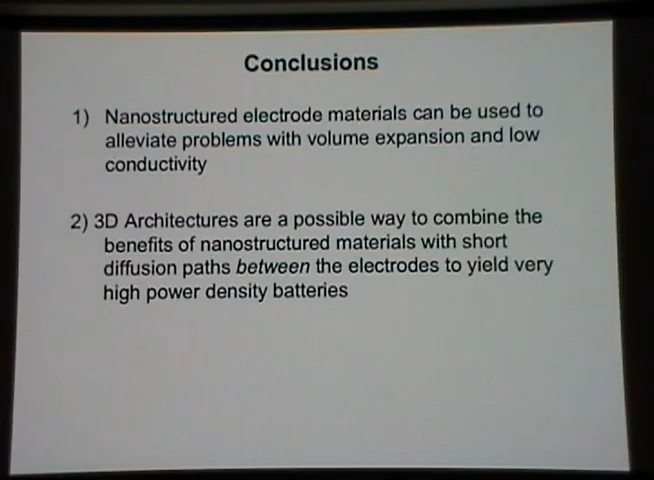 Conclusions
1) Nanostructured electrode materials can be used to
alleviate problems with volume expansion and low
conductivity
2) 3D Architectures are a possible way to combine the
benefits of nanostructured materials with short
diffusion paths between the electrodes to yield very
high power density batteries